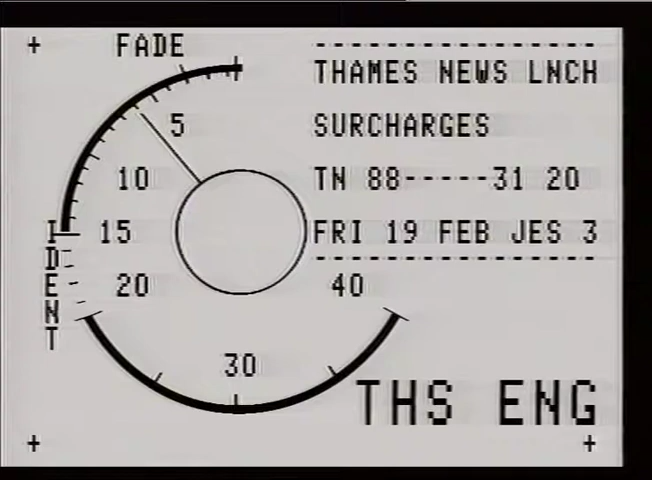 FADE
THAMES NEWS LNCH
SURCHARGES
TN 88-----31 20
FRI 19 FEB JES 3
5
10
15
20
30
40
IDENT
THS ENG